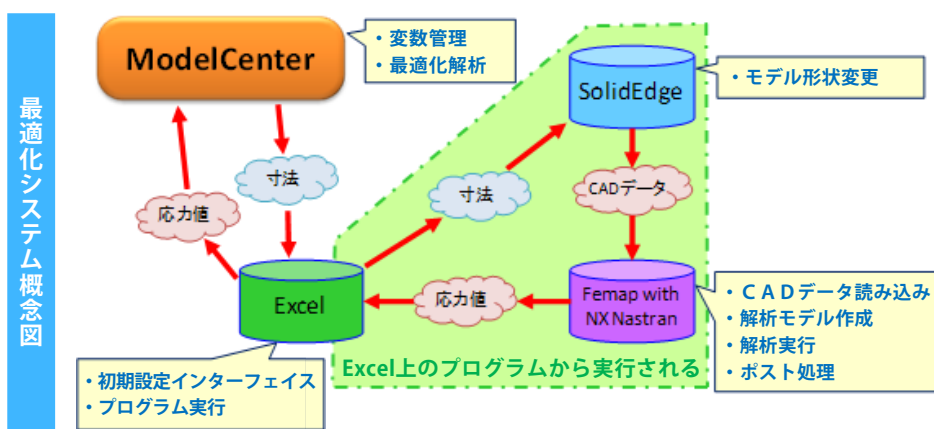 最適化システム概念図
ModelCenter
・変数管理
・最適化解析
SolidEdge
・モデル形状変更
寸法
応力値
寸法
CADデータ
Excel
応力値
Femap with
NX Nastran
・ＣＡＤデータ読み込み
・解析モデル作成
・解析実行
・ポスト処理
Excel上のプログラムから実行される
・初期設定インターフェイス
・プログラム実行